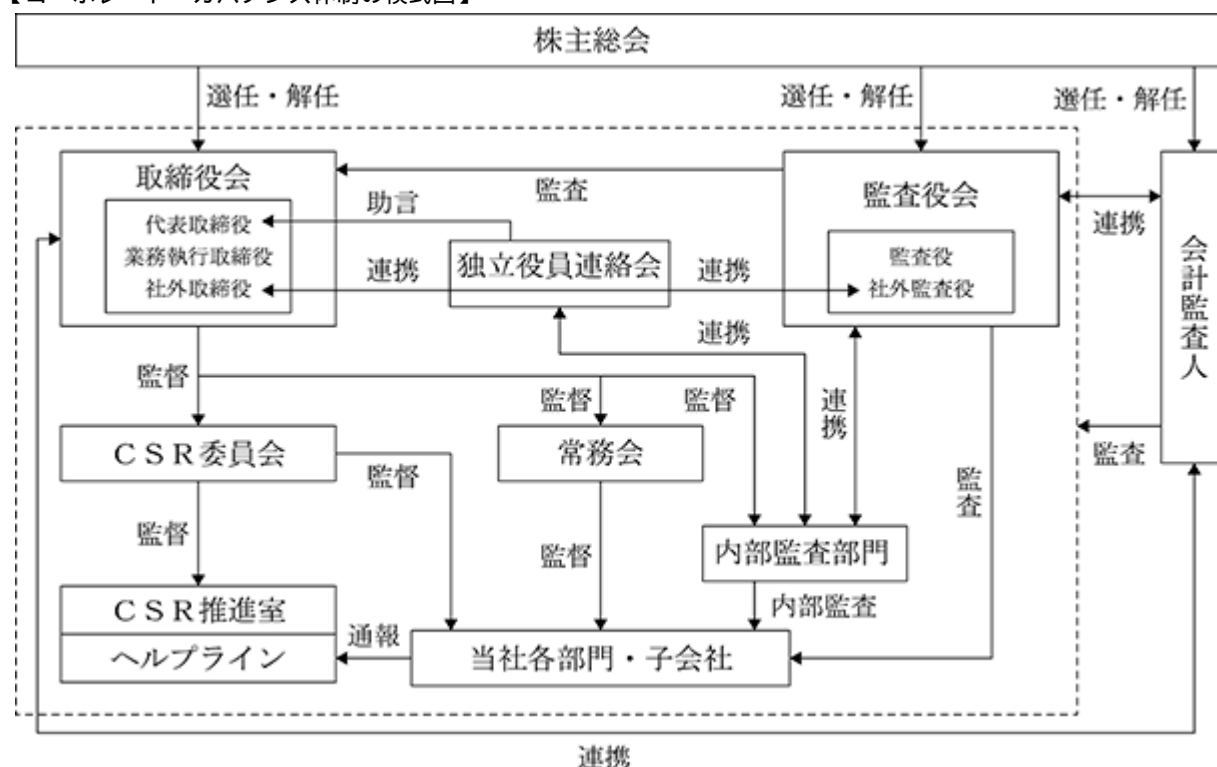 株主総会
選任・解任
選任・解任
選任・解任
取締役会
代表取締役
業務執行取締役
社外取締役
監査
助言
独立役員連絡会
連携
連携
監査役会
監査役
社外監査役
連携
会計監査人
連携
監督
監督
監督
連携
監査
監査
CSR委員会
監督
常務会
監督
監督
内部監査部門
内部監査
CSR推進室
ヘルプライン
通報
当社各部門・子会社
連携